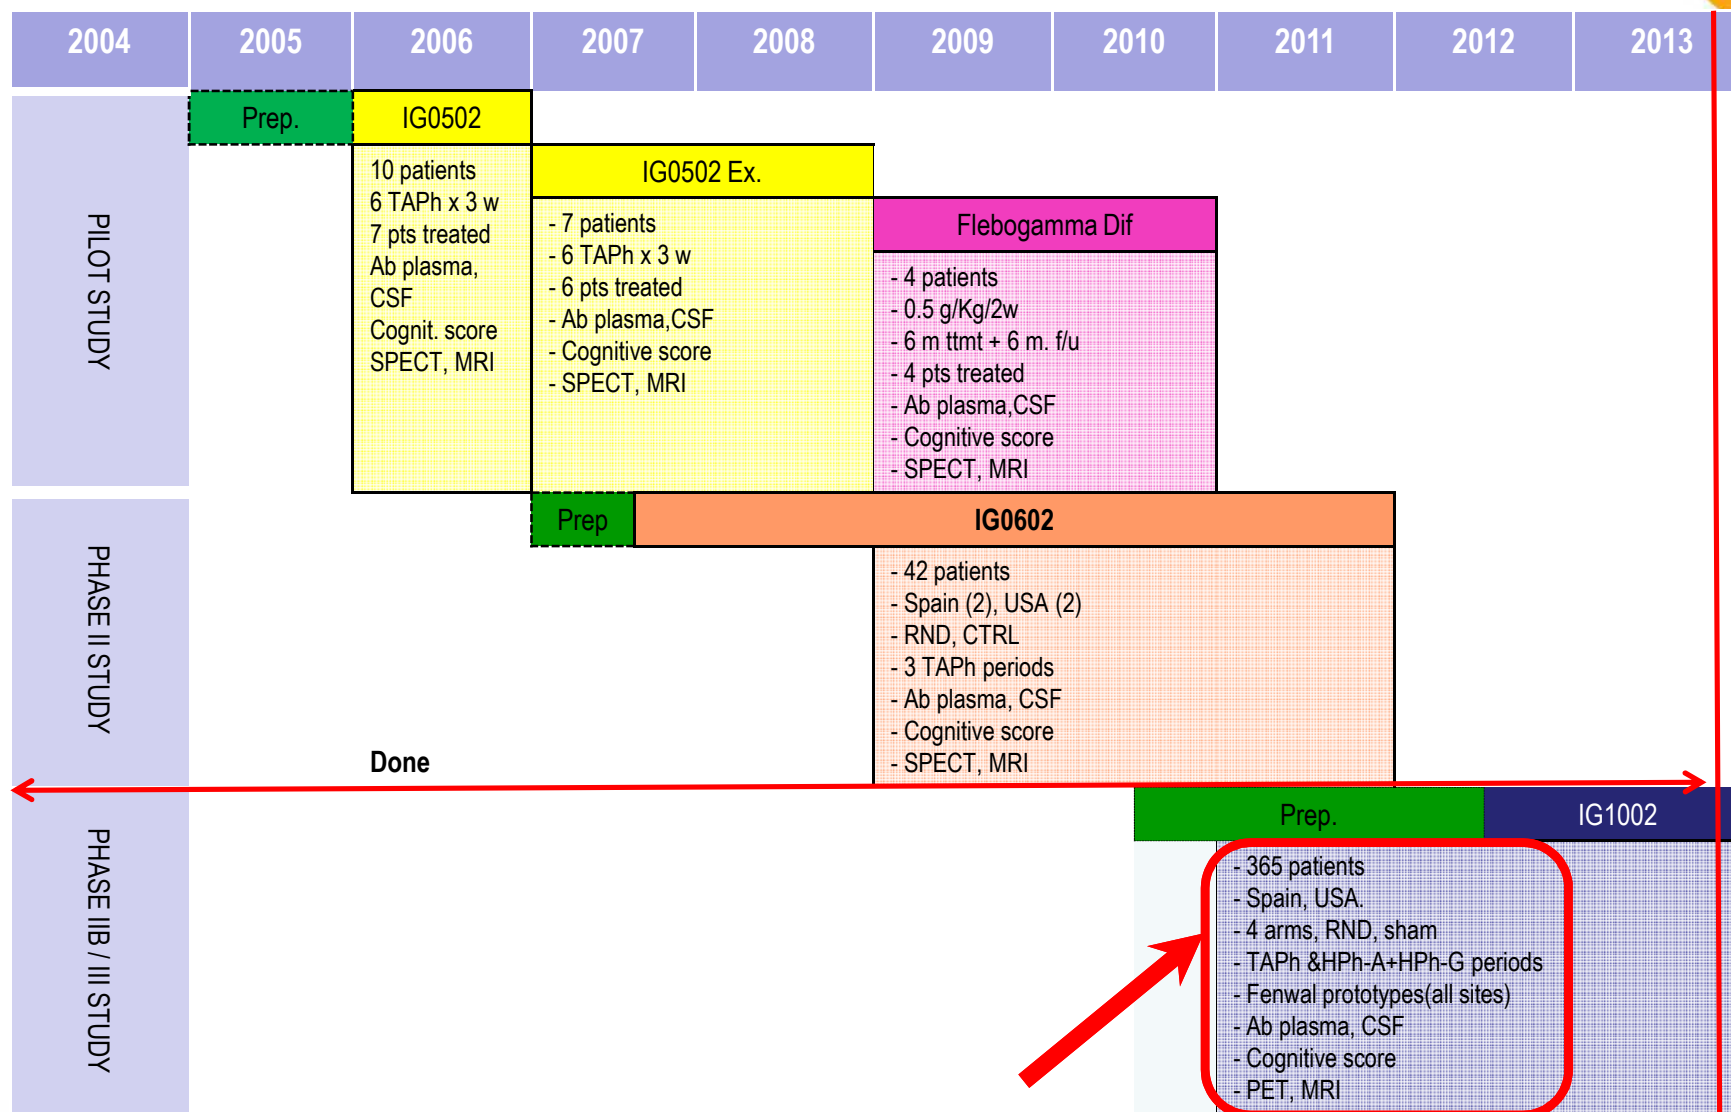 2004 2005 2006 2007 2008 2009 2010 2011 2012 2013
PILOT STUDY
Prep.
IG0502
10 patients
6 TAPh x 3 w
7 pts treated
Ab plasma,
CSF
Cognit. score
SPECT, MRI
IG0502 Ex.
- 7 patients
- 6 TAPh x 3 w
- 6 pts treated
- Ab plasma,CSF
- Cognitive score
- SPECT, MRI
Flebogamma Dif
- 4 patients
- 0.5 g/Kg/2w
- 6 m ttmt + 6 m. f/u
- 4 pts treated
- Ab plasma,CSF
- Cognitive score
- SPECT, MRI
PHASE II STUDY
Prep
IG0602
- 42 patients
- Spain (2), USA (2)
- RND, CTRL
- 3 TAPh periods
- Ab plasma, CSF
- Cognitive score
- SPECT, MRI
Done
PHASE IIB / III STUDY
Prep.
IG1002
- 365 patients
- Spain, USA.
- 4 arms, RND, sham
- TAPh &HPh-A+HPh-G periods
- Fenwal prototypes(all sites)
- Ab plasma, CSF
- Cognitive score
- PET, MRI